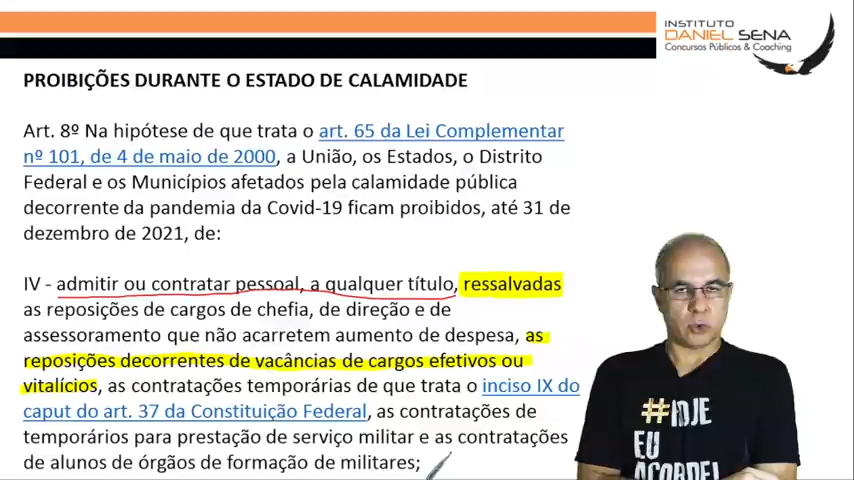 INSTITUTO
DANIEL SENA
Concursos Públicos & Coaching
PROIBIÇÕES DURANTE O ESTADO DE CALAMIDADE
Art. 8º Na hipótese de que trata o art. 65 da Lei Complementar
nº 101, de 4 de maio de 2000, a União, os Estados, o Distrito
Federal e os Municípios afetados pela calamidade pública
decorrente da pandemia da Covid-19 ficam proibidos, até 31 de
dezembro de 2021, de:
IV - admitir ou contratar pessoal, a qualquer título, ressalvadas
as reposições de cargos de chefia, de direção e de
assessoramento que não acarretem aumento de despesa, as
reposições decorrentes de vacâncias de cargos efetivos ou
vitalícios, as contratações temporárias de que trata o inciso IX do
caput do art. 37 da Constituição Federal, as contratações de
temporários para prestação de serviço militar e as contratações
de alunos de órgãos de formação de militares;
#HOJE
EU
ACORDEI